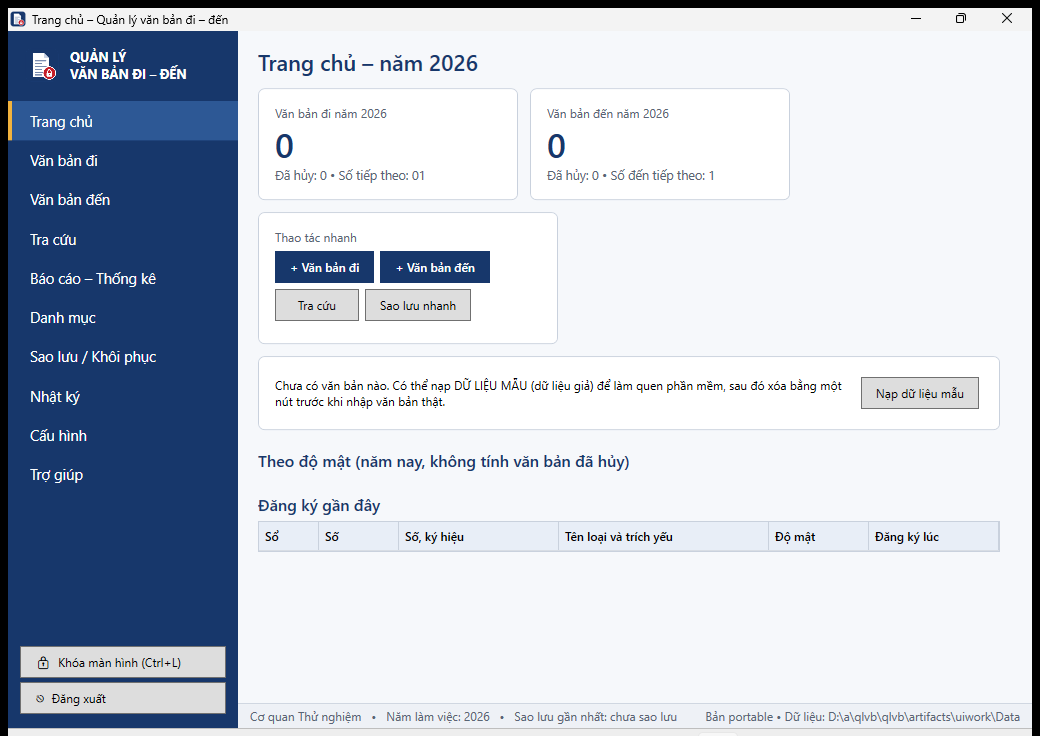 Trang chủ – Quản lý văn bản đi – đến
QUẢN LÝ
VĂN BẢN ĐI – ĐẾN
Trang chủ
Văn bản đi
Văn bản đến
Tra cứu
Báo cáo – Thống kê
Danh mục
Sao lưu / Khôi phục
Nhật ký
Cấu hình
Trợ giúp
Khóa màn hình (Ctrl+L)
Đăng xuất
Trang chủ – năm 2026
Văn bản đi năm 2026
0
Đã hủy: 0 • Số tiếp theo: 01
Văn bản đến năm 2026
0
Đã hủy: 0 • Số đến tiếp theo: 1
Thao tác nhanh
+ Văn bản đi
+ Văn bản đến
Tra cứu
Sao lưu nhanh
Chưa có văn bản nào. Có thể nạp DỮ LIỆU MẪU (dữ liệu giả) để làm quen phần mềm, sau đó xóa bằng một
nút trước khi nhập văn bản thật.
Nạp dữ liệu mẫu
Theo độ mật (năm nay, không tính văn bản đã hủy)
Đăng ký gần đây
Sổ
Số
Số, ký hiệu
Tên loại và trích yếu
Độ mật
Đăng ký lúc
Cơ quan Thử nghiệm • Năm làm việc: 2026 • Sao lưu gần nhất: chưa sao lưu
Bản portable • Dữ liệu: D:\a\qlvb\qlvb\artifacts\uiwork\Data